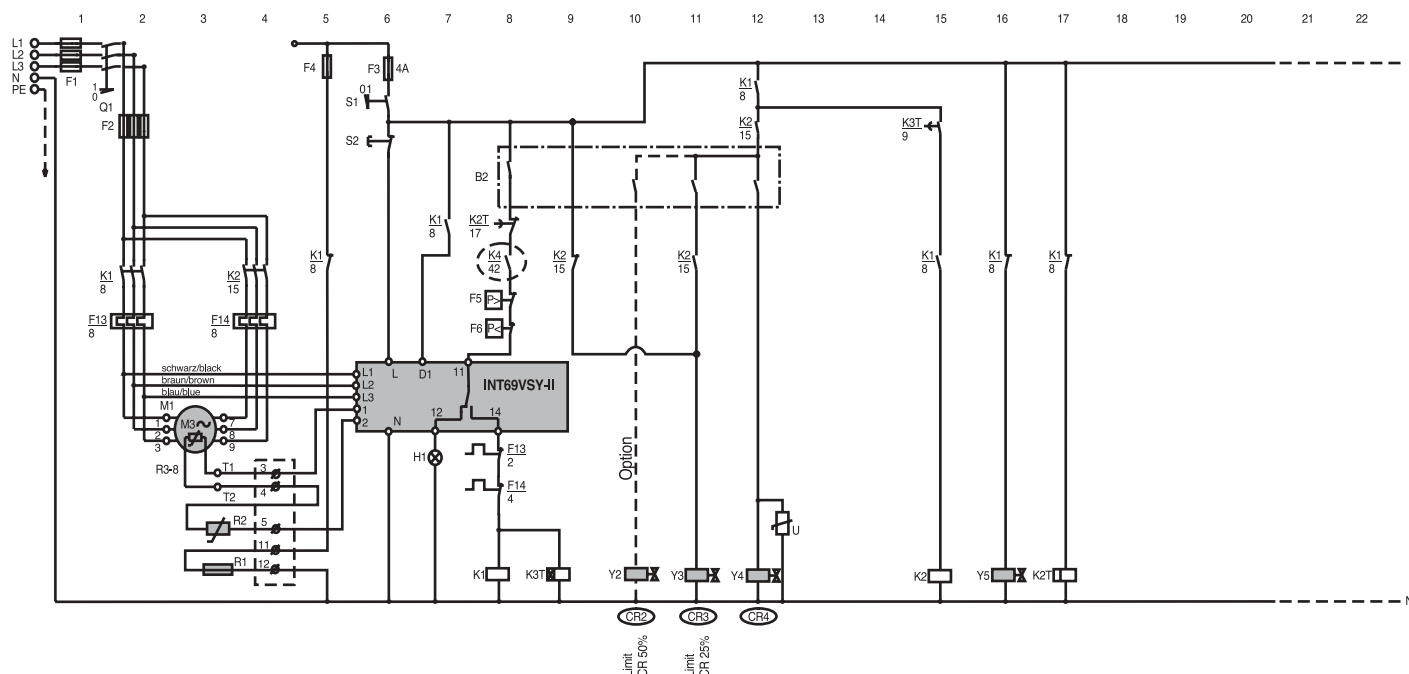 1 2 3 4 5 6 7 8 9 10 11 12 13 14 15 16 17 18 19 20 21 22
L1
L2
L3
N
PE
F1
1
0
Q1
F2
F4
F3 4A
01
S1
S2
K1
8
K2
15
K3T
9
B2
K1
8
K2T
17
K4
42
K2
15
K2
15
K1
8
K2
15
K1
8
K1
8
K1
8
K1
8
F5 P>
F6 P<
F13
8
F14
8
schwarz/black
braun/brown
blau/blue
L1
L2
L3
1
2
L D1 11
INT69VSY-II
N 12 14
M1
M3
1
2
3
7
8
9
R3-8
T1
T2
3
4
5
11
12
R2
R1
H1
F13
2
F14
4
Option
U
K1 K3T Y2 Y3 Y4 K2 Y5 K2T
N
CR2 CR3 CR4
Limit
CR 50%
Limit
CR 25%